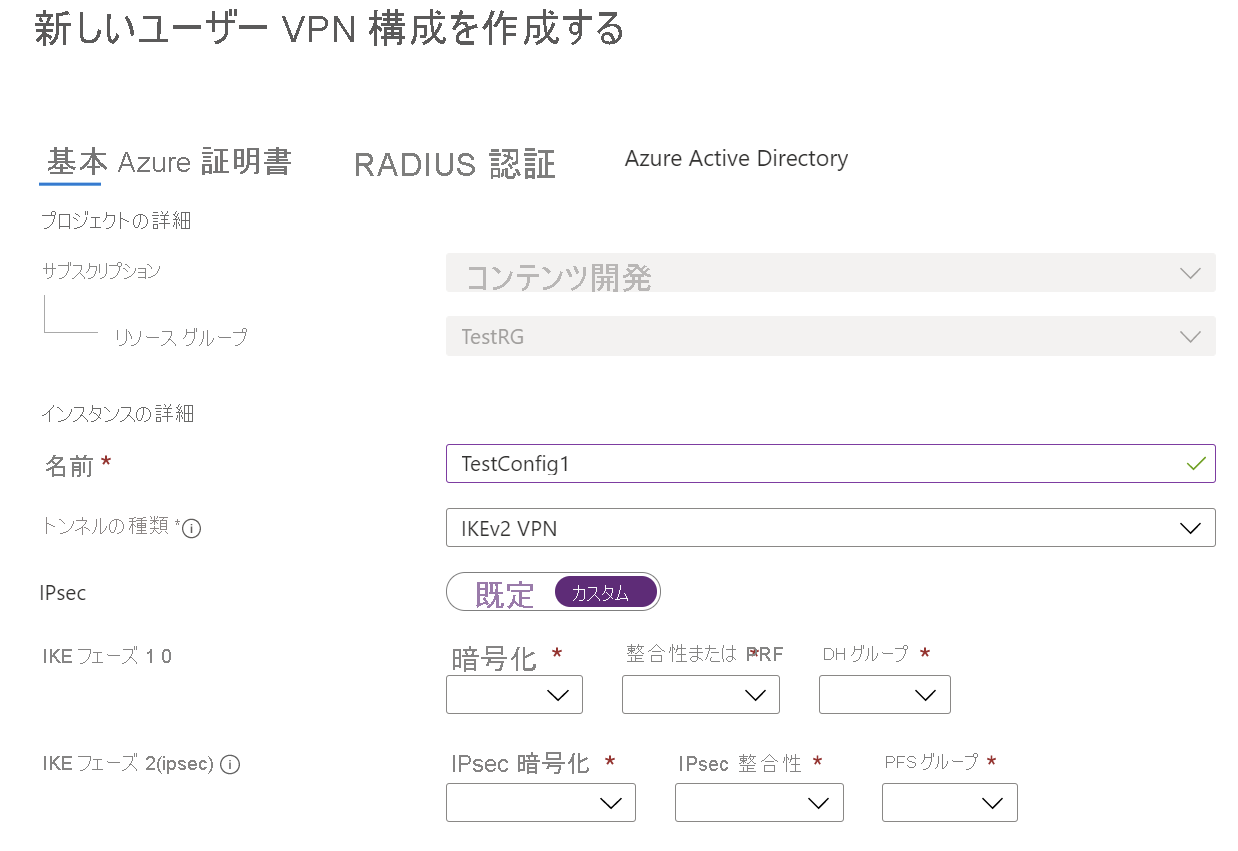 新しいユーザー VPN 構成を作成する
基本 Azure 証明書 RADIUS 認証 Azure Active Directory
プロジェクトの詳細
サブスクリプション コンテンツ開発
リソース グループ TestRG
インスタンスの詳細
名前 * TestConfig1
トンネルの種類 * IKEv2 VPN
IPsec 既定 カスタム
IKE フェーズ 1 0 暗号化 * 整合性または PRF * DH グループ *
IKE フェーズ 2(ipsec) IPsec 暗号化 * IPsec 整合性 * PFSグループ *